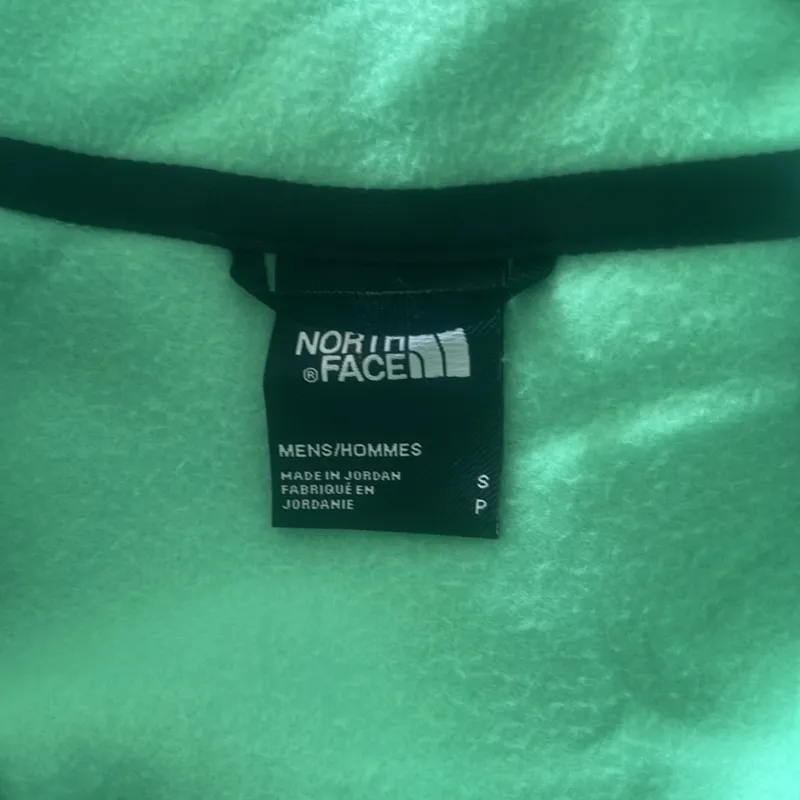 NORTH
® FACE
MENS/HOMMES
MADE IN JORDAN
FABRIQUÉ EN
JORDANIE
S
P